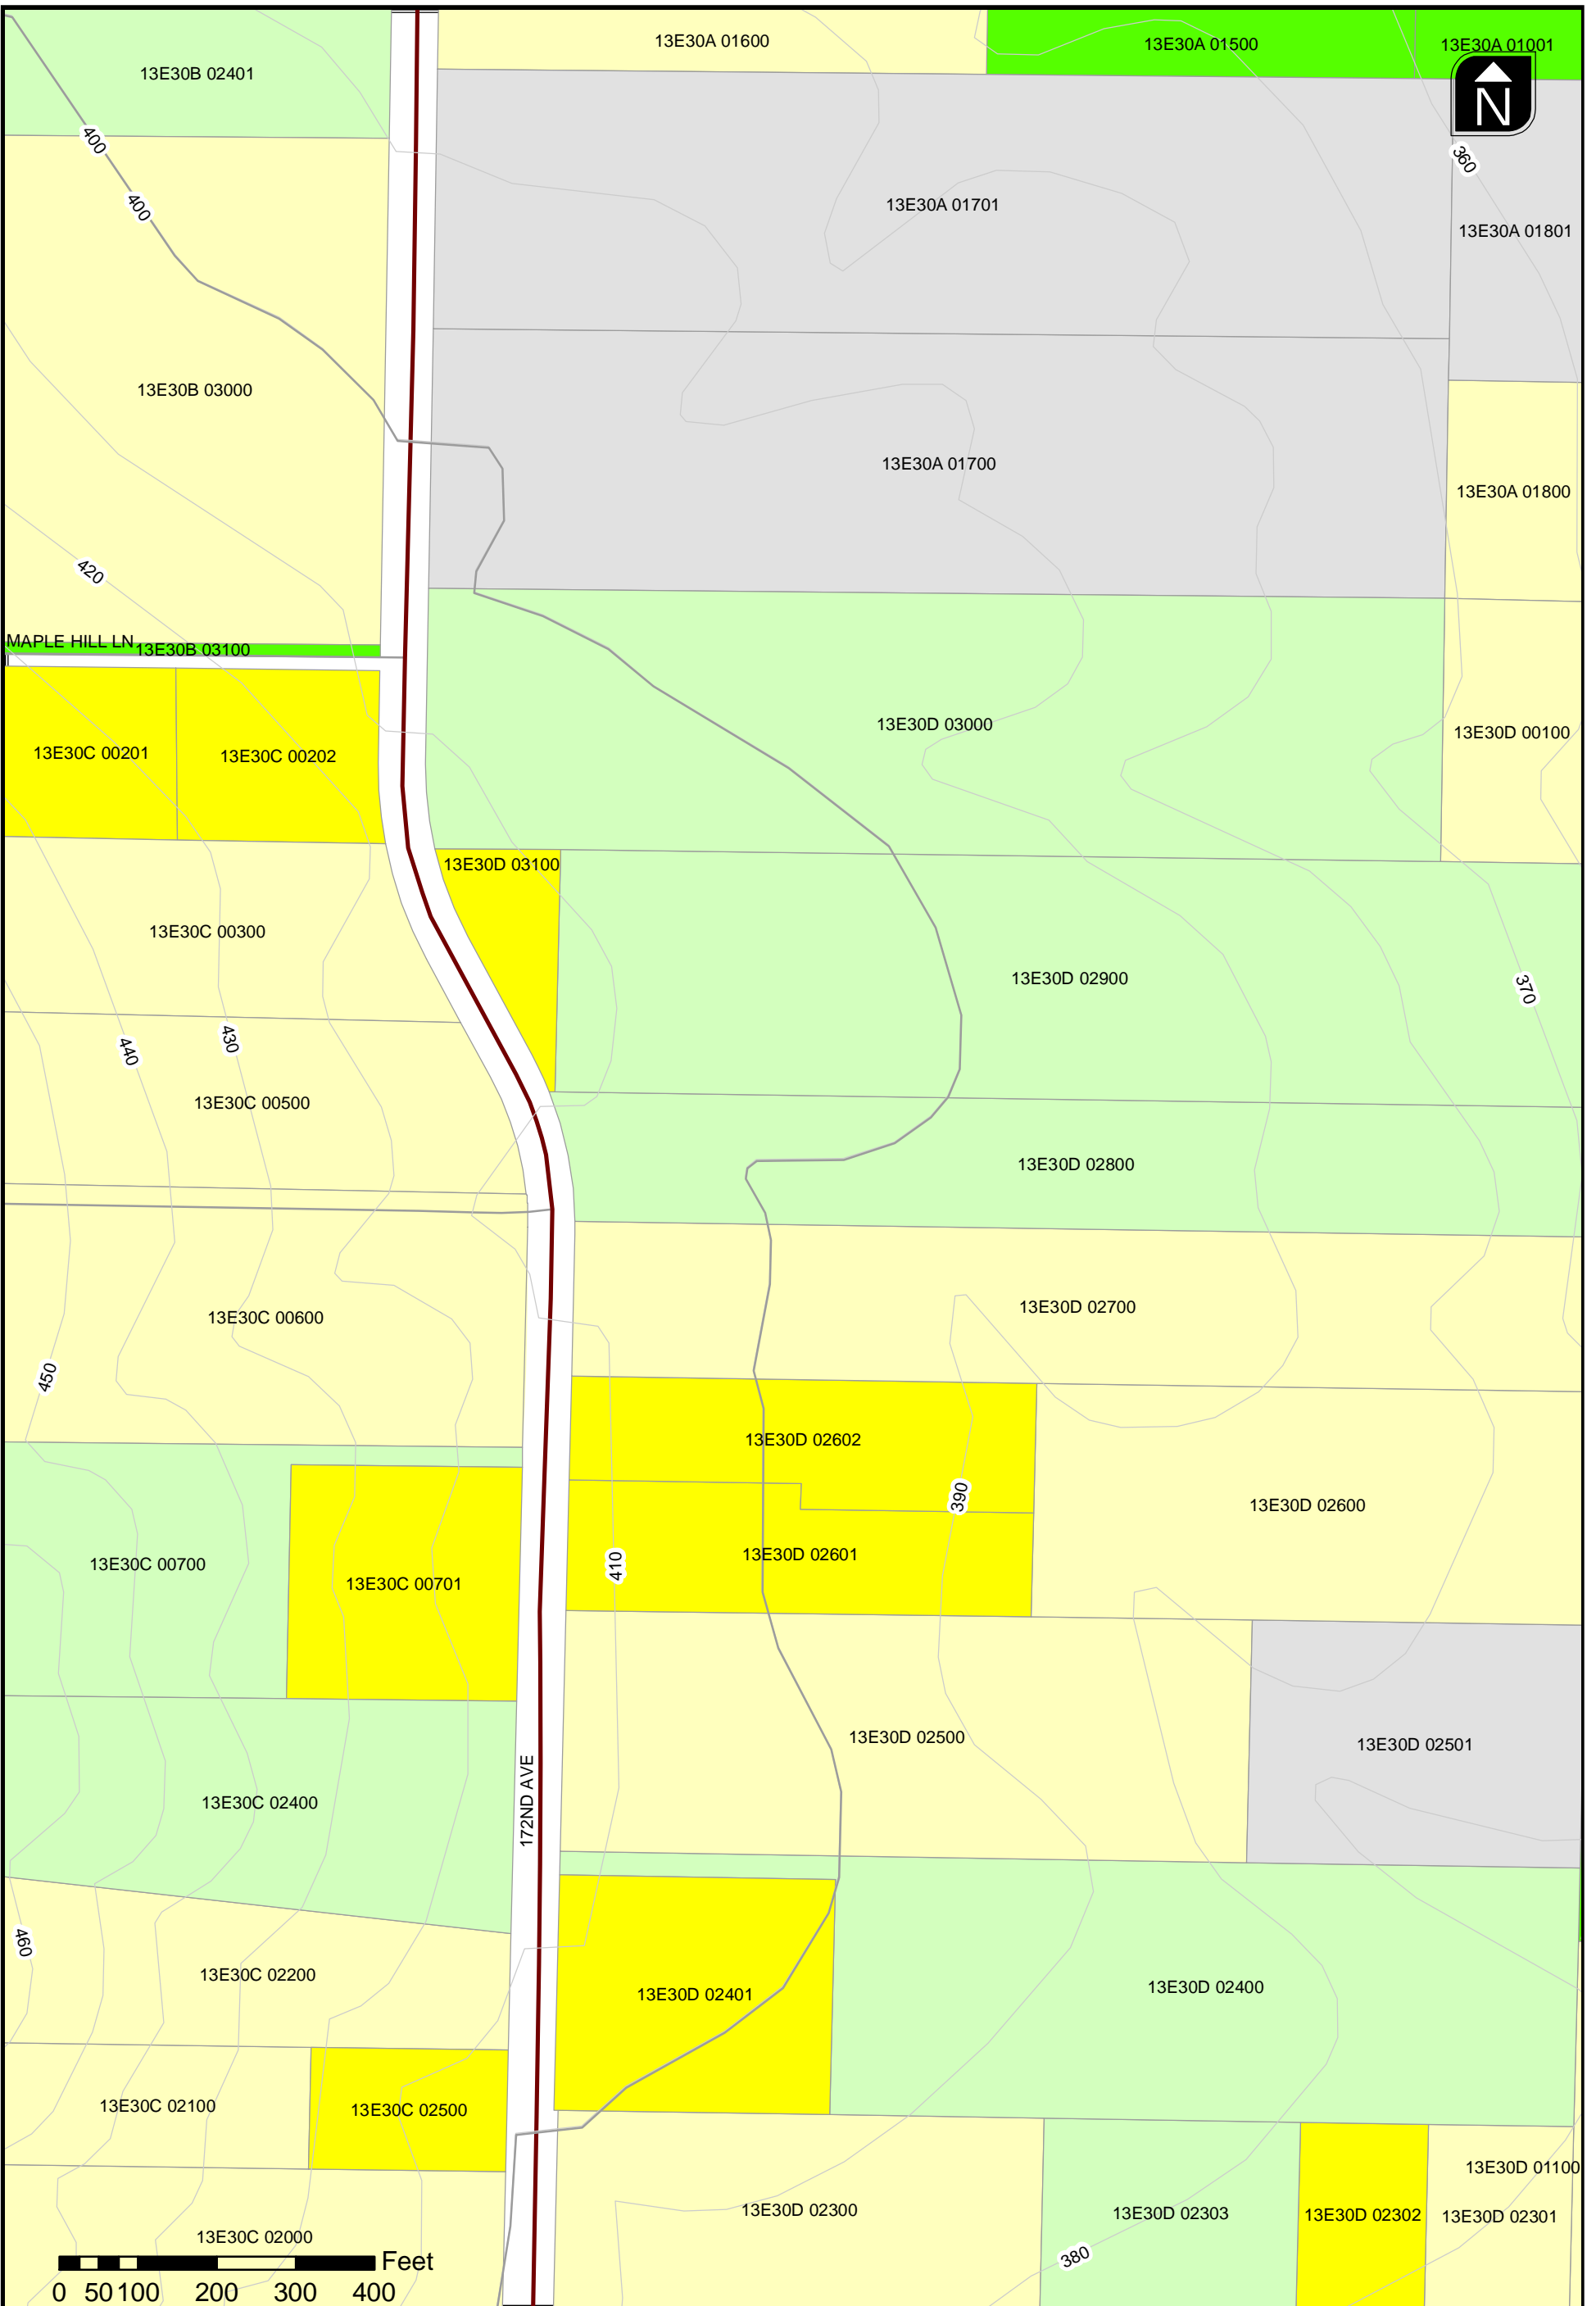 13E30A 01600
13E30A 01500
13E30A 01001
13E30B 02401
N
400
360
400
13E30A 01701
13E30A 01801
13E30B 03000
13E30A 01700
13E30A 01800
420
MAPLE HILL LN
13E30B 03100
13E30D 03000
13E30D 00100
13E30C 00201
13E30C 00202
13E30D 03100
13E30C 00300
13E30D 02900
370
430
440
13E30C 00500
13E30D 02800
13E30D 02700
13E30C 00600
450
13E30D 02602
390
13E30D 02600
13E30D 02601
410
13E30C 00700
13E30C 00701
13E30D 02500
13E30D 02501
172ND AVE
13E30C 02400
460
13E30C 02200
13E30D 02401
13E30D 02400
13E30C 02100
13E30C 02500
13E30D 01100
13E30D 02300
13E30D 02303
13E30D 02302
13E30D 02301
13E30C 02000
380
Feet
0 50 100 200 300 400